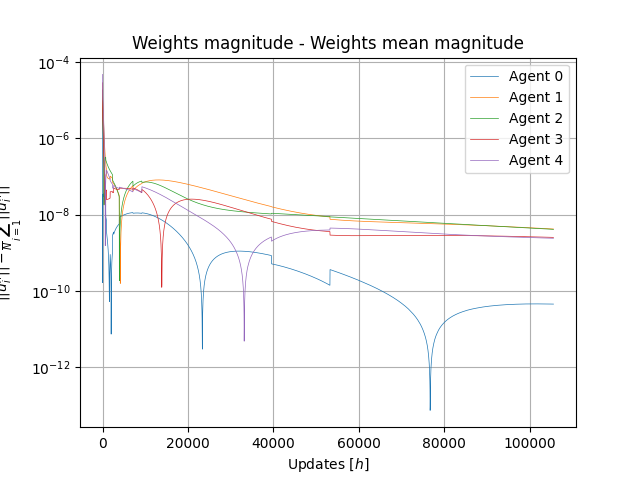 Weights magnitude - Weights mean magnitude
10⁻⁴
10⁻⁶
10⁻⁸
10⁻¹⁰
10⁻¹²
Agent 0
Agent 1
Agent 2
Agent 3
Agent 4
0
20000
40000
60000
80000
100000
Updates [h]